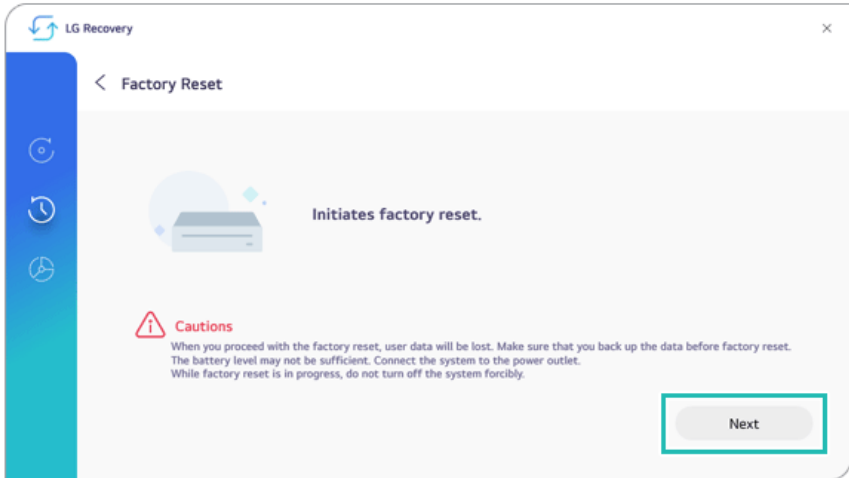 LG Recovery
Factory Reset
Initiates factory reset.
Cautions
When you proceed with the factory reset, user data will be lost. Make sure that you back up the data before factory reset.
The battery level may not be sufficient. Connect the system to the power outlet.
While factory reset is in progress, do not turn off the system forcibly.
Next